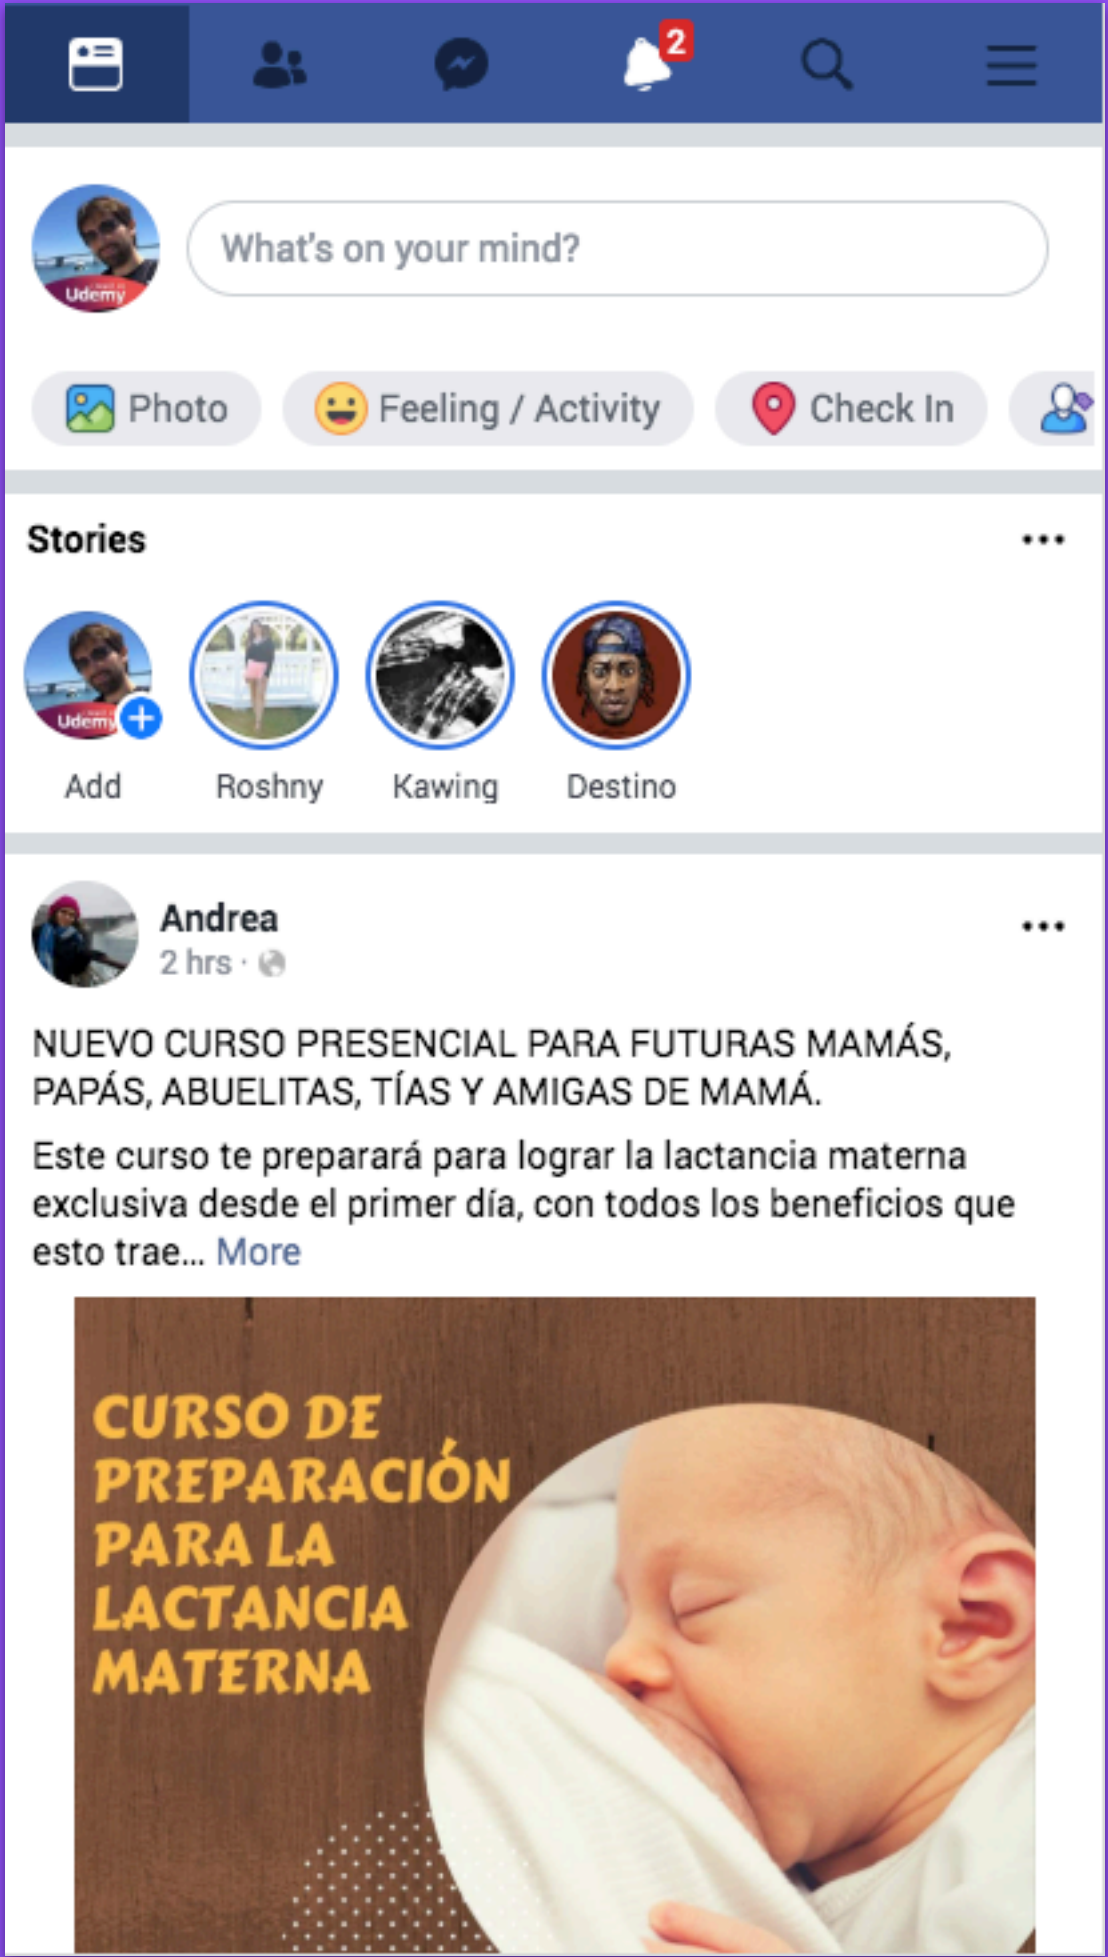 2
What's on your mind?
Udemy
Photo
Feeling / Activity
Check In
Stories
Udemy
Add
Roshny
Kawing
Destino
Andrea
2 hrs ·
NUEVO CURSO PRESENCIAL PARA FUTURAS MAMÁS,
PAPÁS, ABUELITAS, TÍAS Y AMIGAS DE MAMÁ.
Este curso te preparará para lograr la lactancia materna
exclusiva desde el primer día, con todos los beneficios que
esto trae... More
CURSO DE
PREPARACIÓN
PARA LA
LACTANCIA
MATERNA